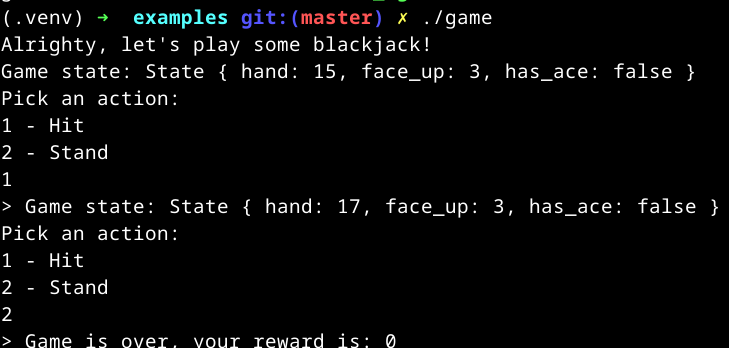 (.venv) ➜  examples git:(master) ✗ ./game
Alrighty, let's play some blackjack!
Game state: State { hand: 15, face_up: 3, has_ace: false }
Pick an action:
1 - Hit
2 - Stand
1
> Game state: State { hand: 17, face_up: 3, has_ace: false }
Pick an action:
1 - Hit
2 - Stand
2
> Game is over, your reward is: 0